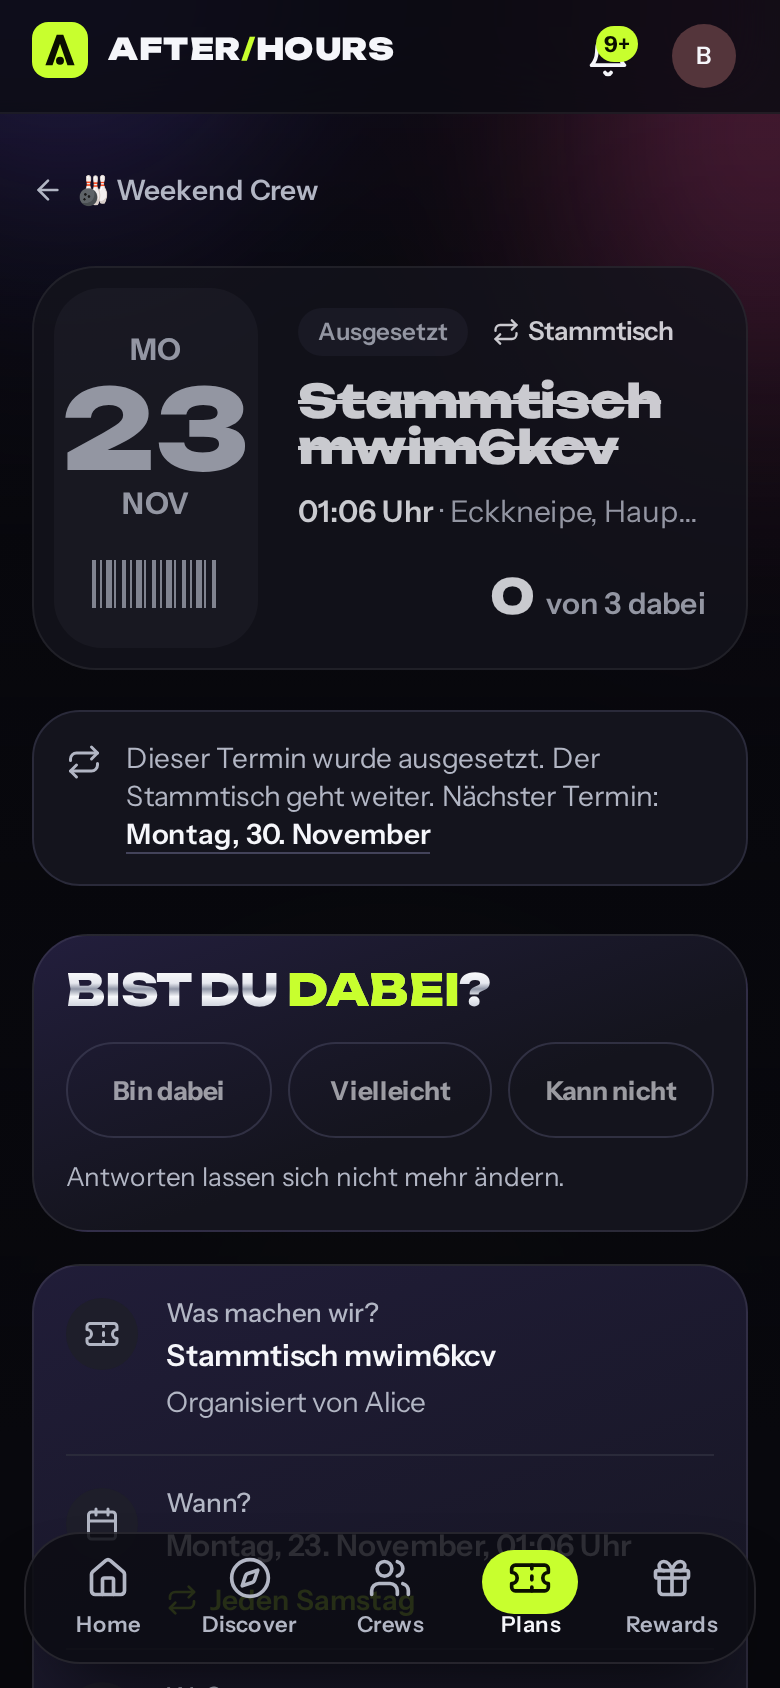 AFTER/HOURS
9+
B
Weekend Crew
MO
23
NOV
Ausgesetzt
Stammtisch
Stammtisch
mwim6kcv
01:06 Uhr · Eckkneipe, Haup...
0 von 3 dabei
Dieser Termin wurde ausgesetzt. Der
Stammtisch geht weiter. Nächster Termin:
Montag, 30. November
BIST DU DABEI?
Bin dabei
Vielleicht
Kann nicht
Antworten lassen sich nicht mehr ändern.
Was machen wir?
Stammtisch mwim6kcv
Organisiert von Alice
Wann?
Montag, 23. November, 01:06 Uhr
Jeden Samstag
Home
Discover
Crews
Plans
Rewards